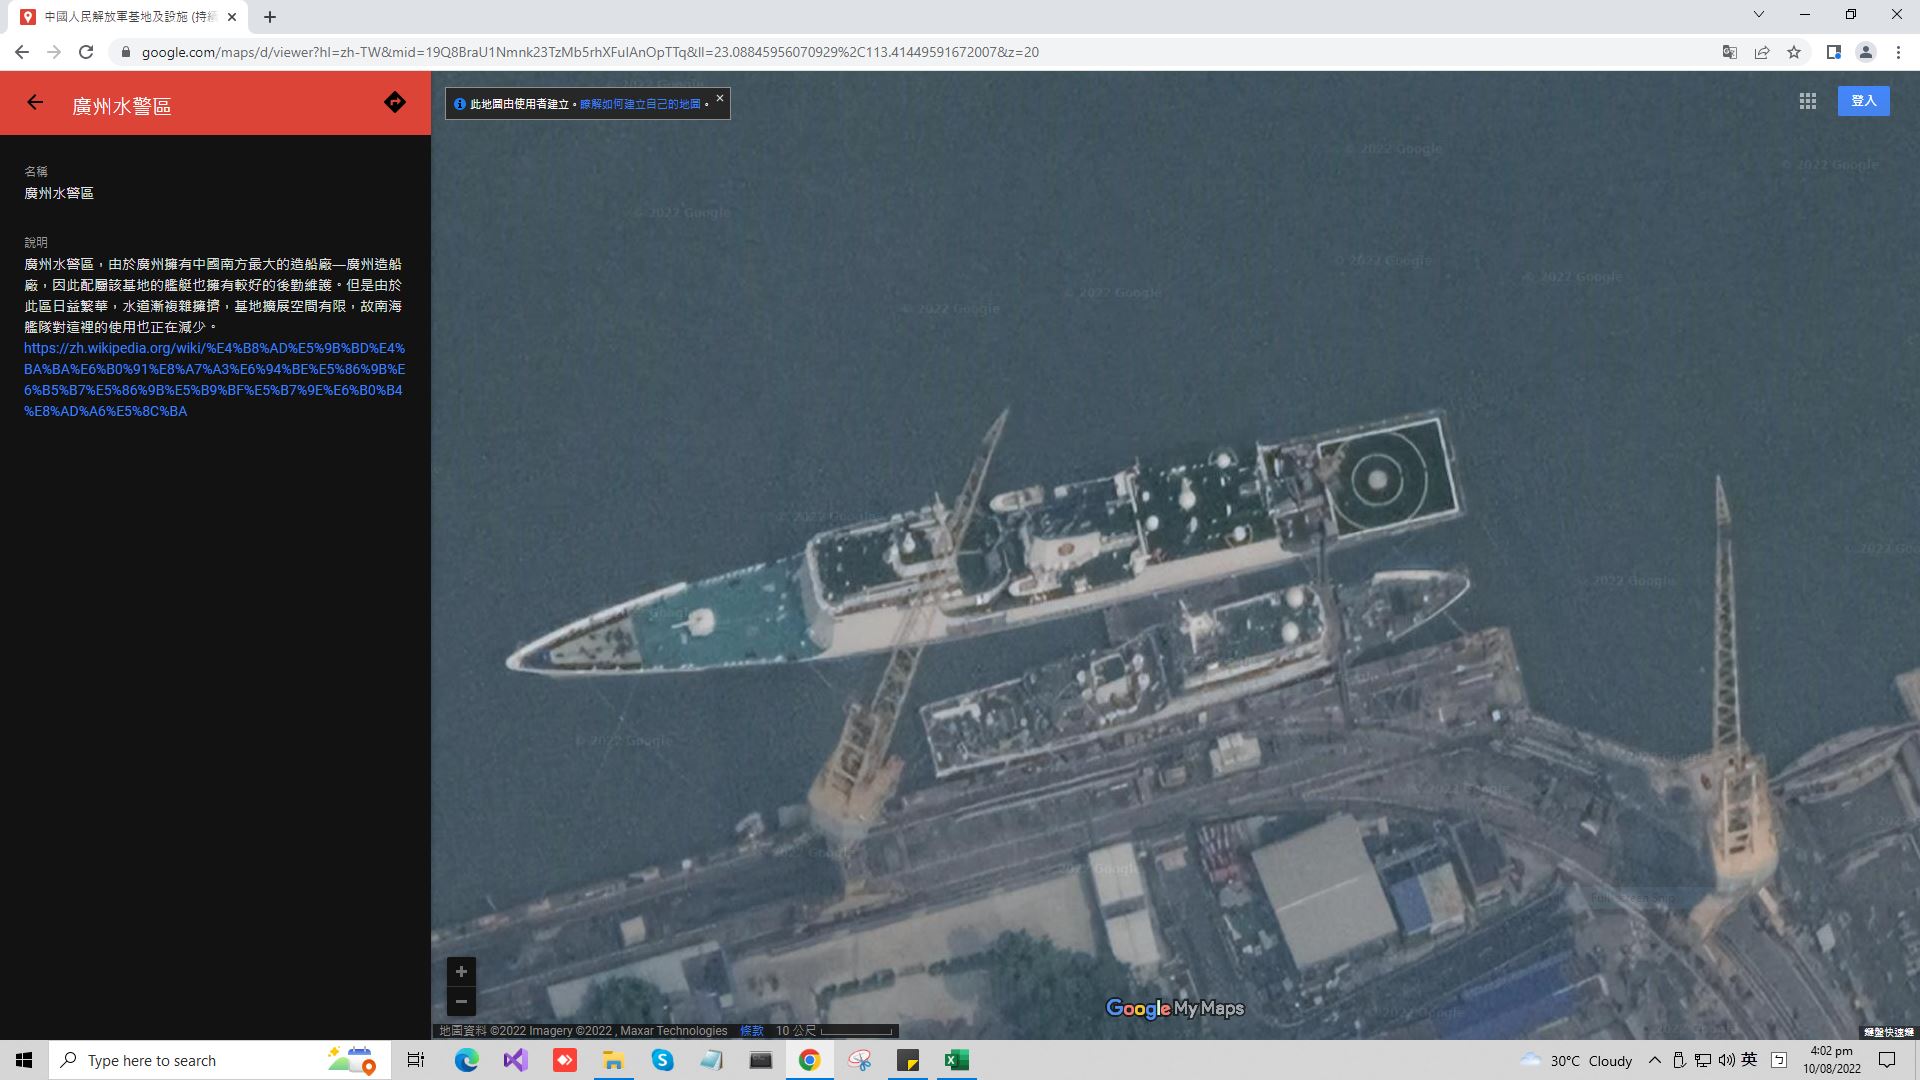 中國人民解放軍基地及設施 (持續
google.com/maps/d/viewer?hl=zh-TW&mid=19Q8BraU1Nmnk23TzMb5rhXFulAnOpTTq&ll=23.08845956070929%2C113.41449591672007&z=20
廣州水警區
此地圖由使用者建立。瞭解如何建立自己的地圖。
登入
名稱
廣州水警區
說明
廣州水警區，由於廣州擁有中國南方最大的造船廠—廣州造船
廠，因此配屬該基地的艦艇也擁有較好的後勤維護。但是由於
此區日益繁華，水道漸複雜擁擠，基地擴展空間有限，故南海
艦隊對這裡的使用也正在減少。
https://zh.wikipedia.org/wiki/%E4%B8%AD%E5%9B%BD%E4%
BA%BA%E6%B0%91%E8%A7%A3%E6%94%BE%E5%86%9B%E
6%B5%B7%E5%86%9B%E5%B9%BF%E5%B7%9E%E6%B0%B4
%E8%AD%A6%E5%8C%BA
© 2022 Google
Full-screen Snip
Google My Maps
地圖資料 ©2022 Imagery ©2022 , Maxar Technologies 條款 10 公尺
鍵盤快速鍵
Type here to search
30°C Cloudy
英
4:02 pm
10/08/2022